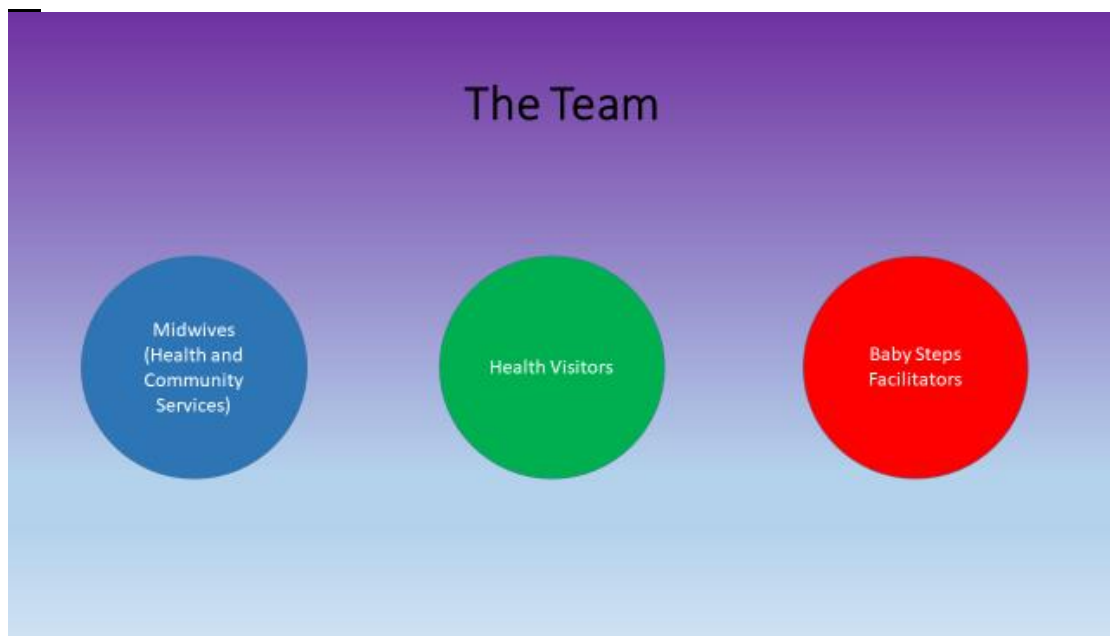 The Team
Midwives
(Health and
Community
Services)
Health Visitors
Baby Steps
Facilitators